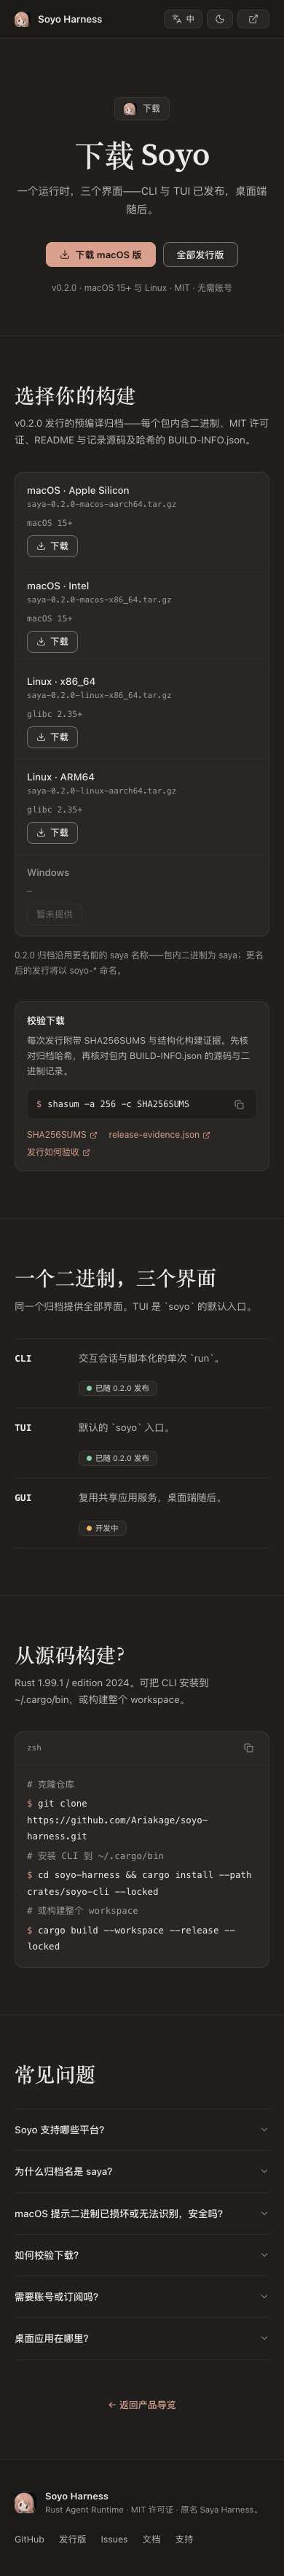 Soyo Harness
中
下载
下载 Soyo
一个运行时，三个界面——CLI 与 TUI 已发布，桌面端
随后。
下载 macOS 版
全部发行版
v0.2.0 · macOS 15+ 与 Linux · MIT · 无需账号
选择你的构建
v0.2.0 发行的预编译归档——每个包内含二进制、MIT 许可
证、README 与记录源码及哈希的 BUILD-INFO.json。
macOS · Apple Silicon
saya-0.2.0-macos-aarch64.tar.gz
macOS 15+
下载
macOS · Intel
saya-0.2.0-macos-x86_64.tar.gz
macOS 15+
下载
Linux · x86_64
saya-0.2.0-linux-x86_64.tar.gz
glibc 2.35+
下载
Linux · ARM64
saya-0.2.0-linux-aarch64.tar.gz
glibc 2.35+
下载
Windows
—
暂未提供
0.2.0 归档沿用更名前的 saya 名称——包内二进制为 saya；更名
后的发行将以 soyo-* 命名。
校验下载
每次发行附带 SHA256SUMS 与结构化构建证据。先核
对归档哈希，再核对包内 BUILD-INFO.json 的源码与二
进制记录。
$ shasum -a 256 -c SHA256SUMS
SHA256SUMS
release-evidence.json
发行如何验收
一个二进制，三个界面
同一个归档提供全部界面。TUI 是 `soyo` 的默认入口。
CLI
交互会话与脚本化的单次 `run`。
已随 0.2.0 发布
TUI
默认的 `soyo` 入口。
已随 0.2.0 发布
GUI
复用共享应用服务，桌面端随后。
开发中
从源码构建?
Rust 1.99.1 / edition 2024。可把 CLI 安装到
~/.cargo/bin，或构建整个 workspace。
zsh
# 克隆仓库
$ git clone
https://github.com/Ariakage/soyo-
harness.git
# 安装 CLI 到 ~/.cargo/bin
$ cd soyo-harness && cargo install --path
crates/soyo-cli --locked
# 或构建整个 workspace
$ cargo build --workspace --release --
locked
常见问题
Soyo 支持哪些平台?
为什么归档名是 saya?
macOS 提示二进制已损坏或无法识别，安全吗?
如何校验下载?
需要账号或订阅吗?
桌面应用在哪里?
← 返回产品导览
Soyo Harness
Rust Agent Runtime · MIT 许可证 · 原名 Saya Harness。
GitHub
发行版
Issues
文档
支持